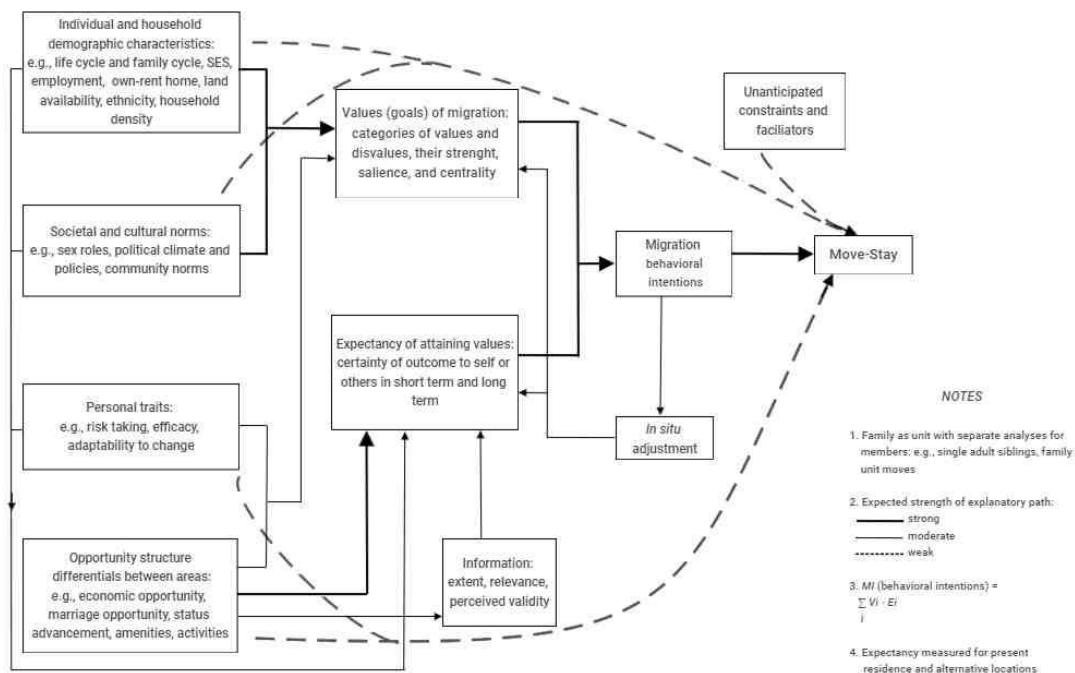 Individual and household
demographic characteristics:
e.g., life cycle and family cycle, SES,
employment, own-rent home, land
availability, ethnicity, household
density
Values (goals) of migration:
categories of values and
disvalues, their strenght,
salience, and centrality
Unanticipated
constraints and
faciliators
Societal and cultural norms:
e.g., sex roles, political climate and
policies, community norms
Migration
behavioral
intentions
Move-Stay
Expectancy of attaining values:
certainty of outcome to self or
others in short term and long
term
Personal traits:
e.g., risk taking, efficacy,
adaptability to change
In situ
adjustment
Opportunity structure
differentials between areas:
e.g., economic opportunity,
marriage opportunity, status
advancement, amenities, activities
Information:
extent, relevance,
perceived validity
NOTES
1. Family as unit with separate analyses for
members: e.g., single adult siblings, family
unit moves
2. Expected strength of explanatory path:
strong
moderate
weak
3. MI (behavioral intentions) =
∑ Vi · Ei
i
4. Expectancy measured for present
residence and alternative locations